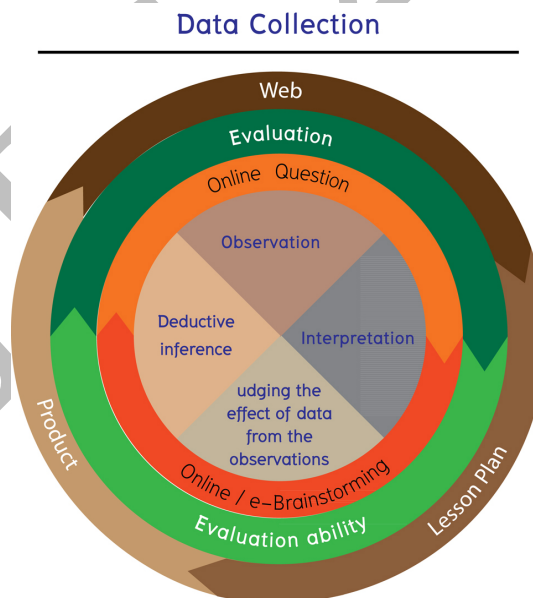 Data Collection
Web
Evaluation
Online Question
Observation
Deductive
inference
Interpretation
udging the
effect of data
from the
observations
Online / e-Brainstorming
Evaluation ability
Product
Lesson Plan